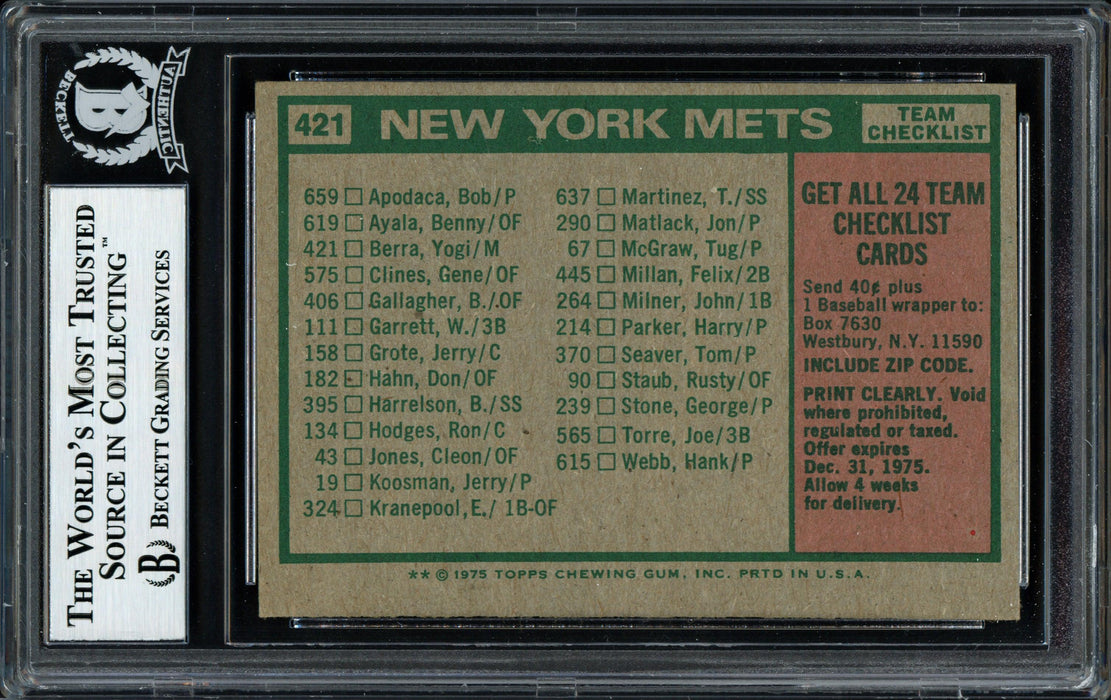 BECKETT
B
AUTHENTIC
THE WORLD'S MOST TRUSTED
SOURCE IN COLLECTING™
B BECKETT GRADING SERVICES
421 NEW YORK METS
TEAM
CHECKLIST
659 Apodaca, Bob/P
619 Ayala, Benny/OF
421 Berra, Yogi/M
575 Clines, Gene/OF
406 Gallagher, B./.OF
111 Garrett, W./3B
158 Grote, Jerry/C
182 Hahn, Don/OF
395 Harrelson, B./SS
134 Hodges, Ron/C
43 Jones, Cleon/OF
19 Koosman, Jerry/P
324 Kranepool,E./ 1B-OF
637 Martinez, T./SS
290 Matlack, Jon/P
67 McGraw, Tug/P
445 Millan, Felix/2B
264 Milner, John/1B
214 Parker, Harry/P
370 Seaver, Tom/P
90 Staub, Rusty/OF
239 Stone, George/P
565 Torre, Joe/3B
615 Webb, Hank/P
GET ALL 24 TEAM
CHECKLIST
CARDS
Send 40¢ plus
1 Baseball wrapper to:
Box 7630
Westbury, N.Y. 11590
INCLUDE ZIP CODE.
PRINT CLEARLY. Void
where prohibited,
regulated or taxed.
Offer expires
Dec. 31, 1975.
Allow 4 weeks
for delivery.
** © 1975 TOPPS CHEWING GUM, INC. PRTD IN U.S.A.